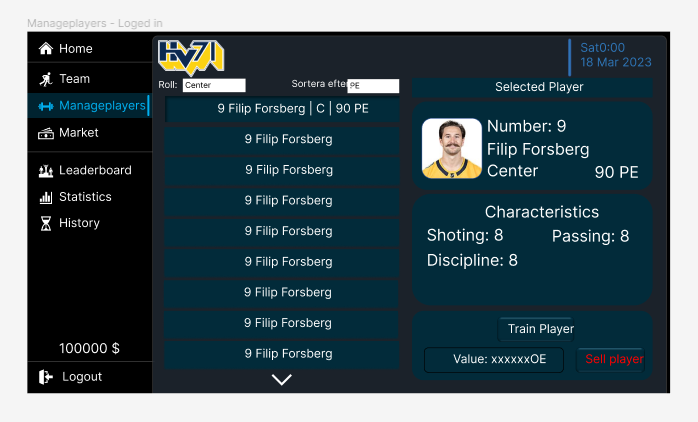 Manageplayers - Loged in
Home
Team
Manageplayers
Market
Leaderboard
Statistics
History
100000 $
Logout
HV71
Sat0:00
18 Mar 2023
Roll: Center
Sortera efter PE
9 Filip Forsberg | C | 90 PE
9 Filip Forsberg
9 Filip Forsberg
9 Filip Forsberg
9 Filip Forsberg
9 Filip Forsberg
9 Filip Forsberg
9 Filip Forsberg
9 Filip Forsberg
Selected Player
Number: 9
Filip Forsberg
Center 90 PE
Characteristics
Shoting: 8 Passing: 8
Discipline: 8
Train Player
Value: xxxxxxOE Sell player